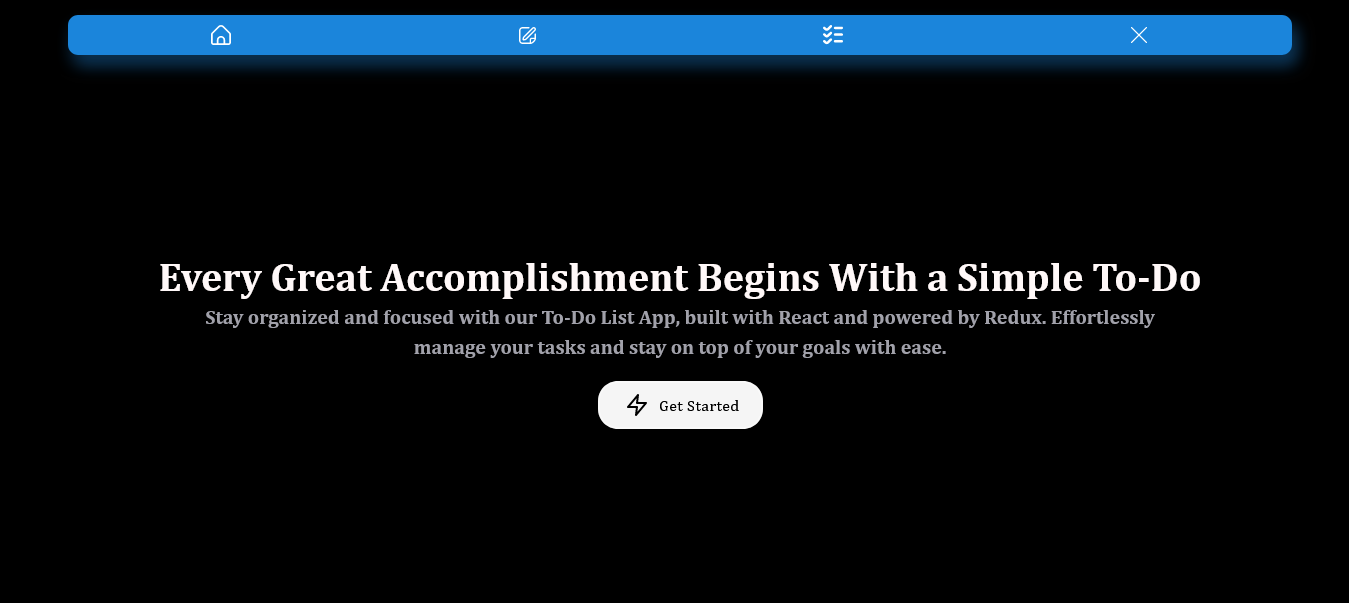 Every Great Accomplishment Begins With a Simple To-Do
Stay organized and focused with our To-Do List App, built with React and powered by Redux. Effortlessly
manage your tasks and stay on top of your goals with ease.
Get Started